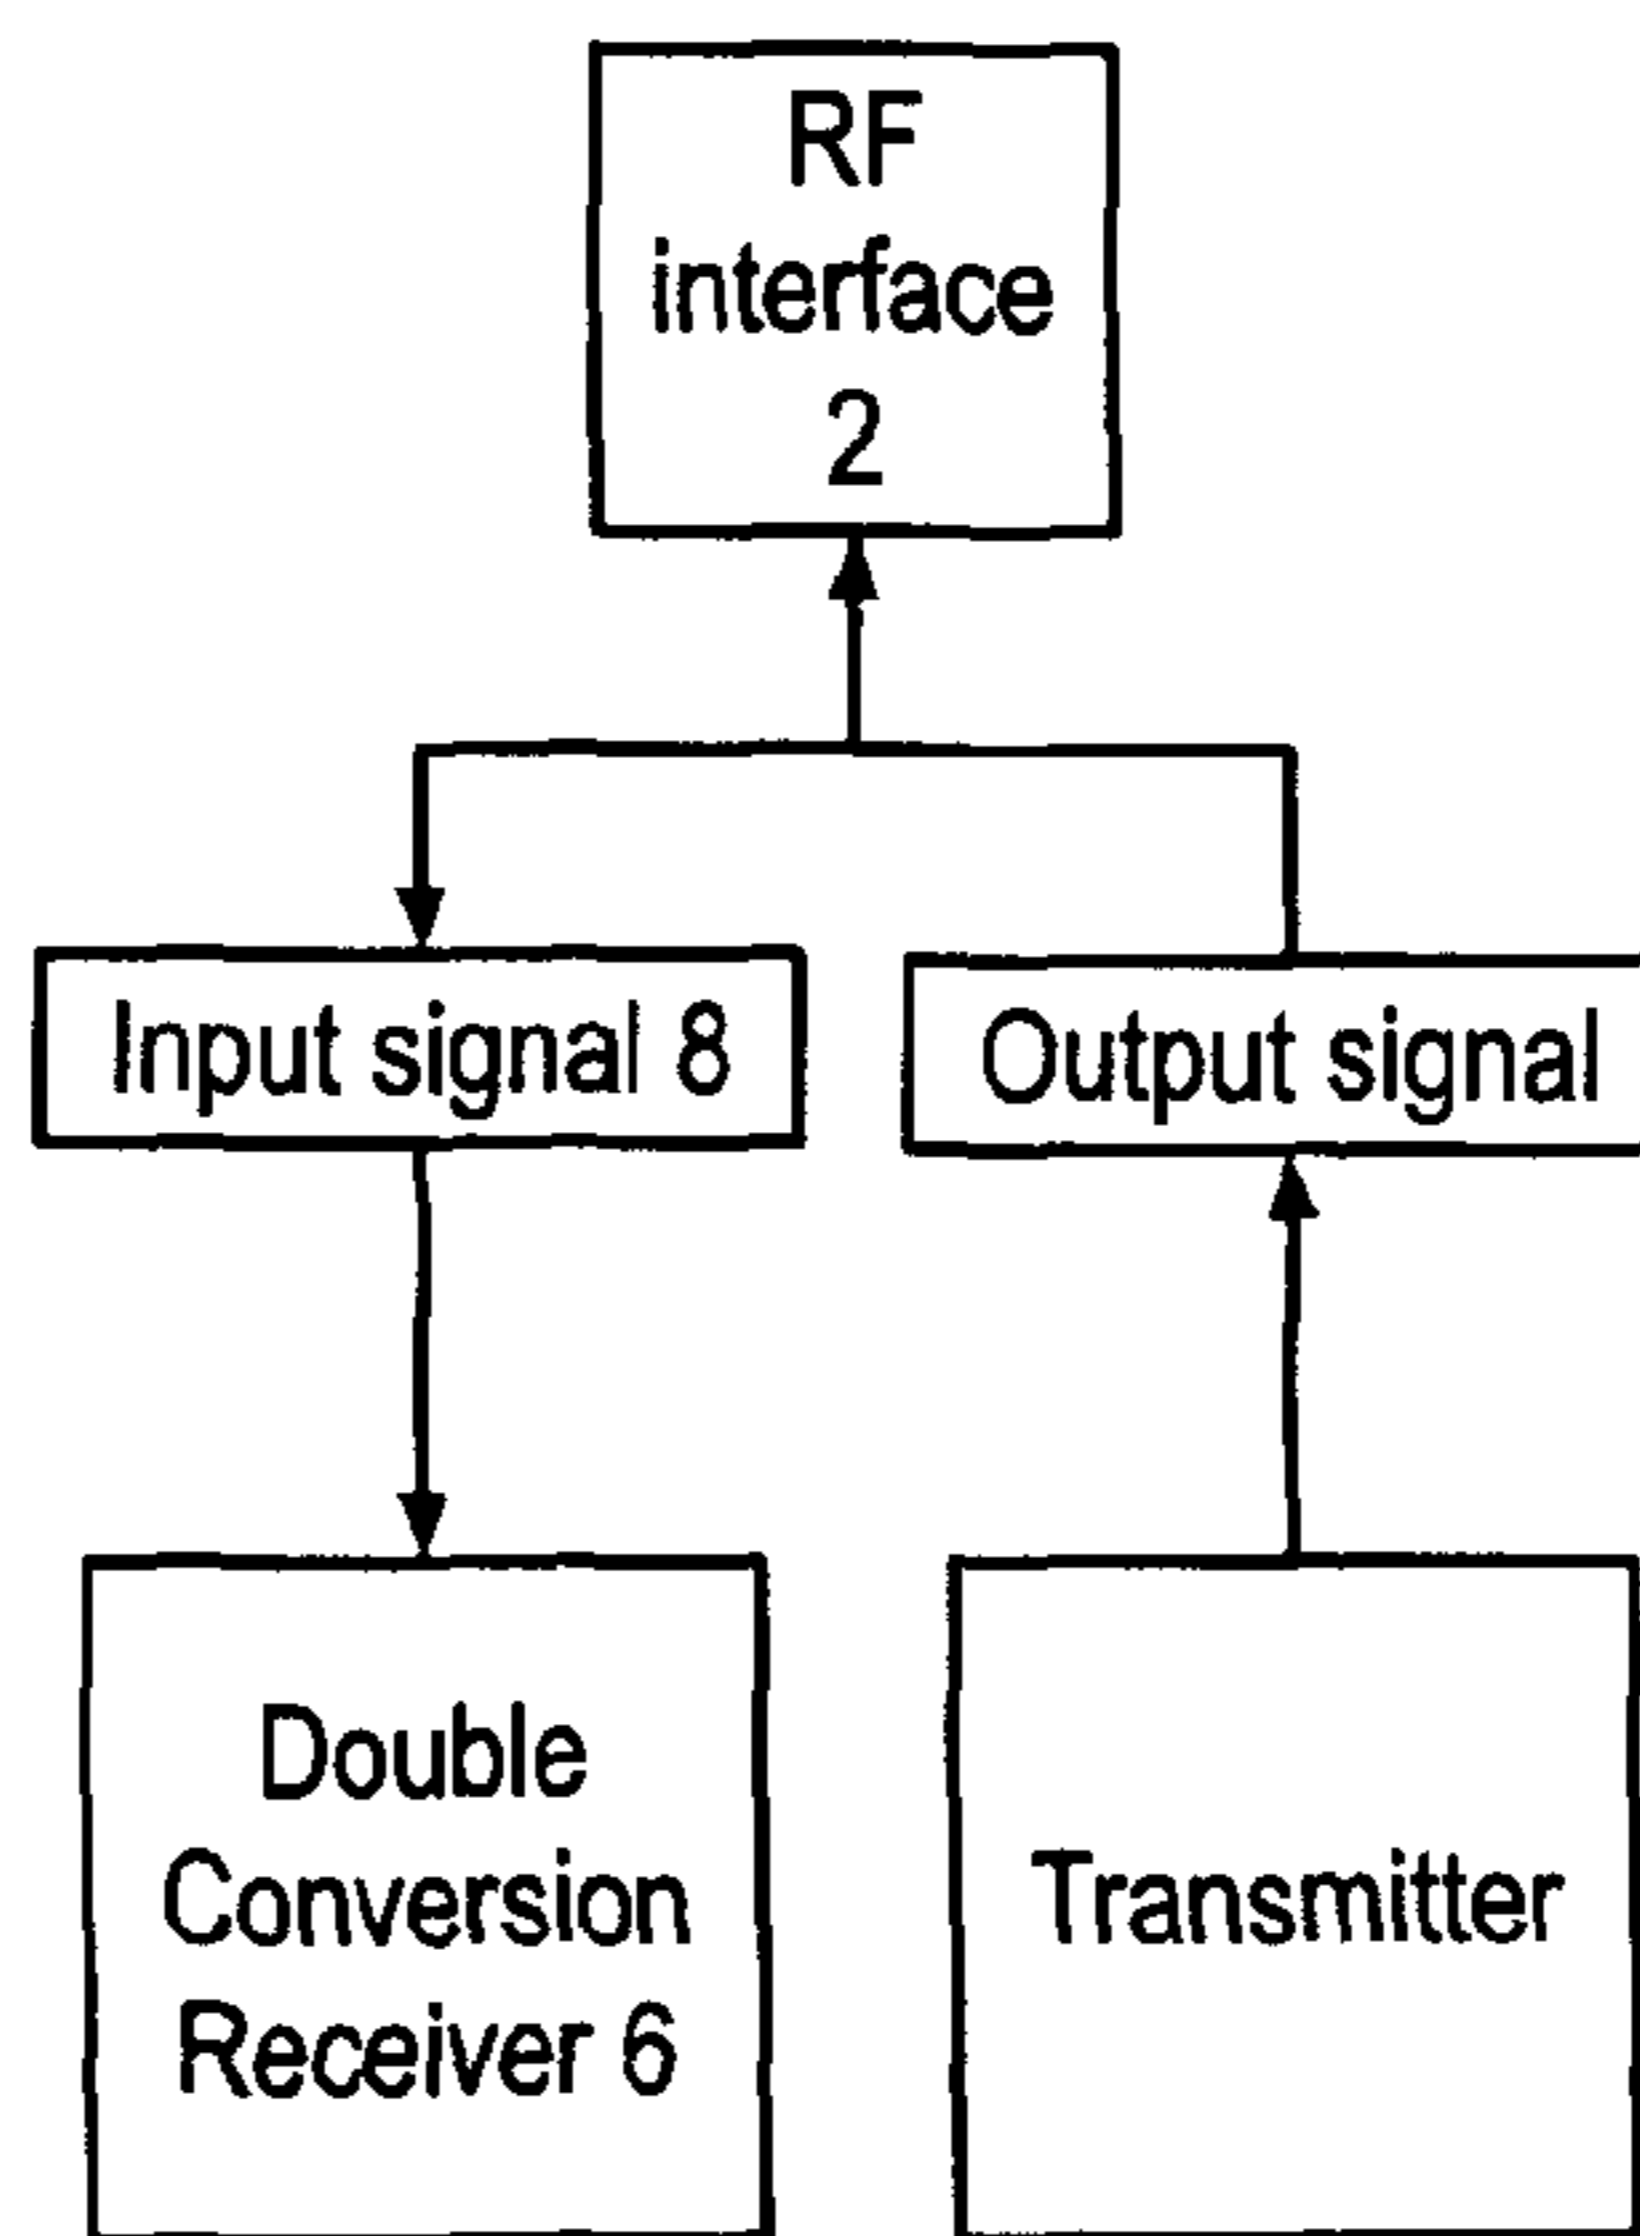 RF
interface
2
Input signal 8
Output signal
Double
Conversion
Receiver 6
Transmitter